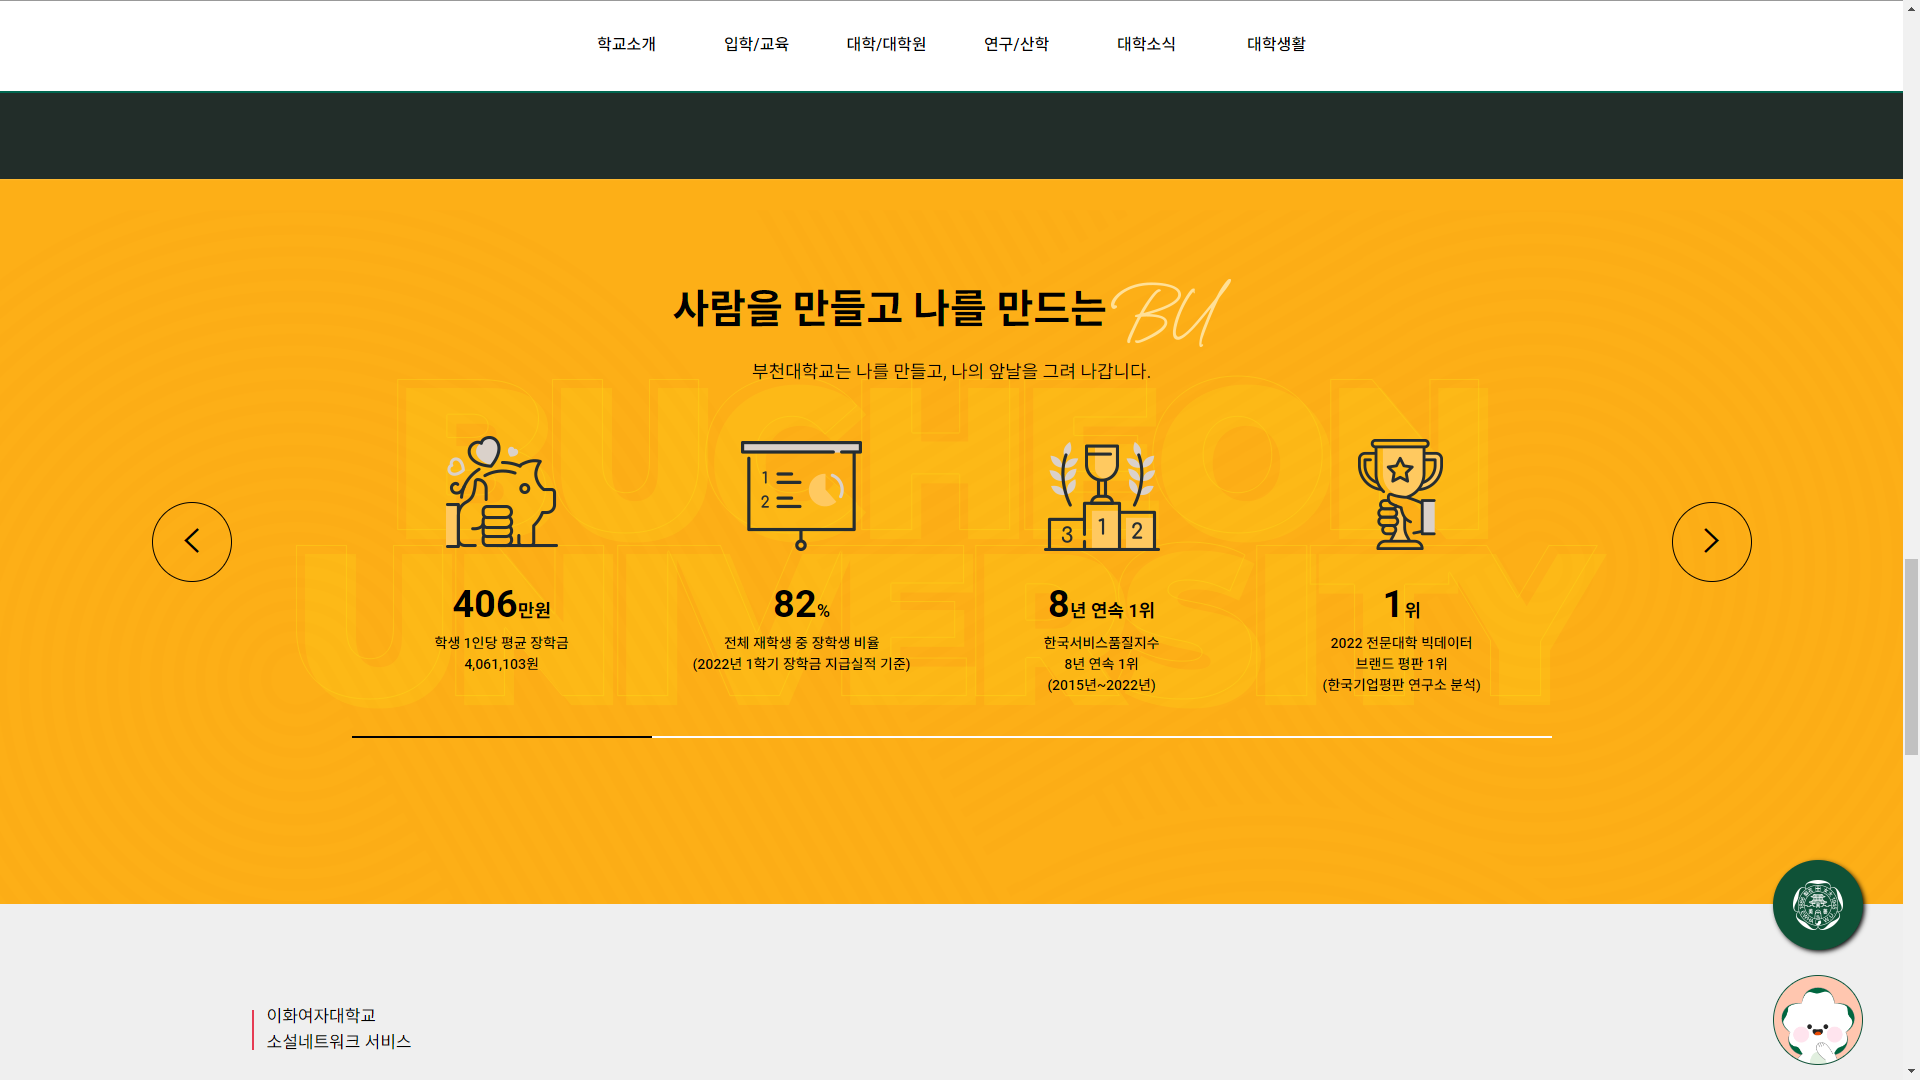 학교소개 입학/교육 대학/대학원 연구/산학 대학소식 대학생활
사람을 만들고 나를 만드는 BU
부천대학교는 나를 만들고, 나의 앞날을 그려 나갑니다.
BUCHEON
UNIVERSITY
1
2
3 1 2
406만원
학생 1인당 평균 장학금
4,061,103원
82%
전체 재학생 중 장학생 비율
(2022년 1학기 장학금 지급실적 기준)
8년 연속 1위
한국서비스품질지수
8년 연속 1위
(2015년~2022년)
1위
2022 전문대학 빅데이터
브랜드 평판 1위
(한국기업평판 연구소 분석)
이화여자대학교
소설네트워크 서비스